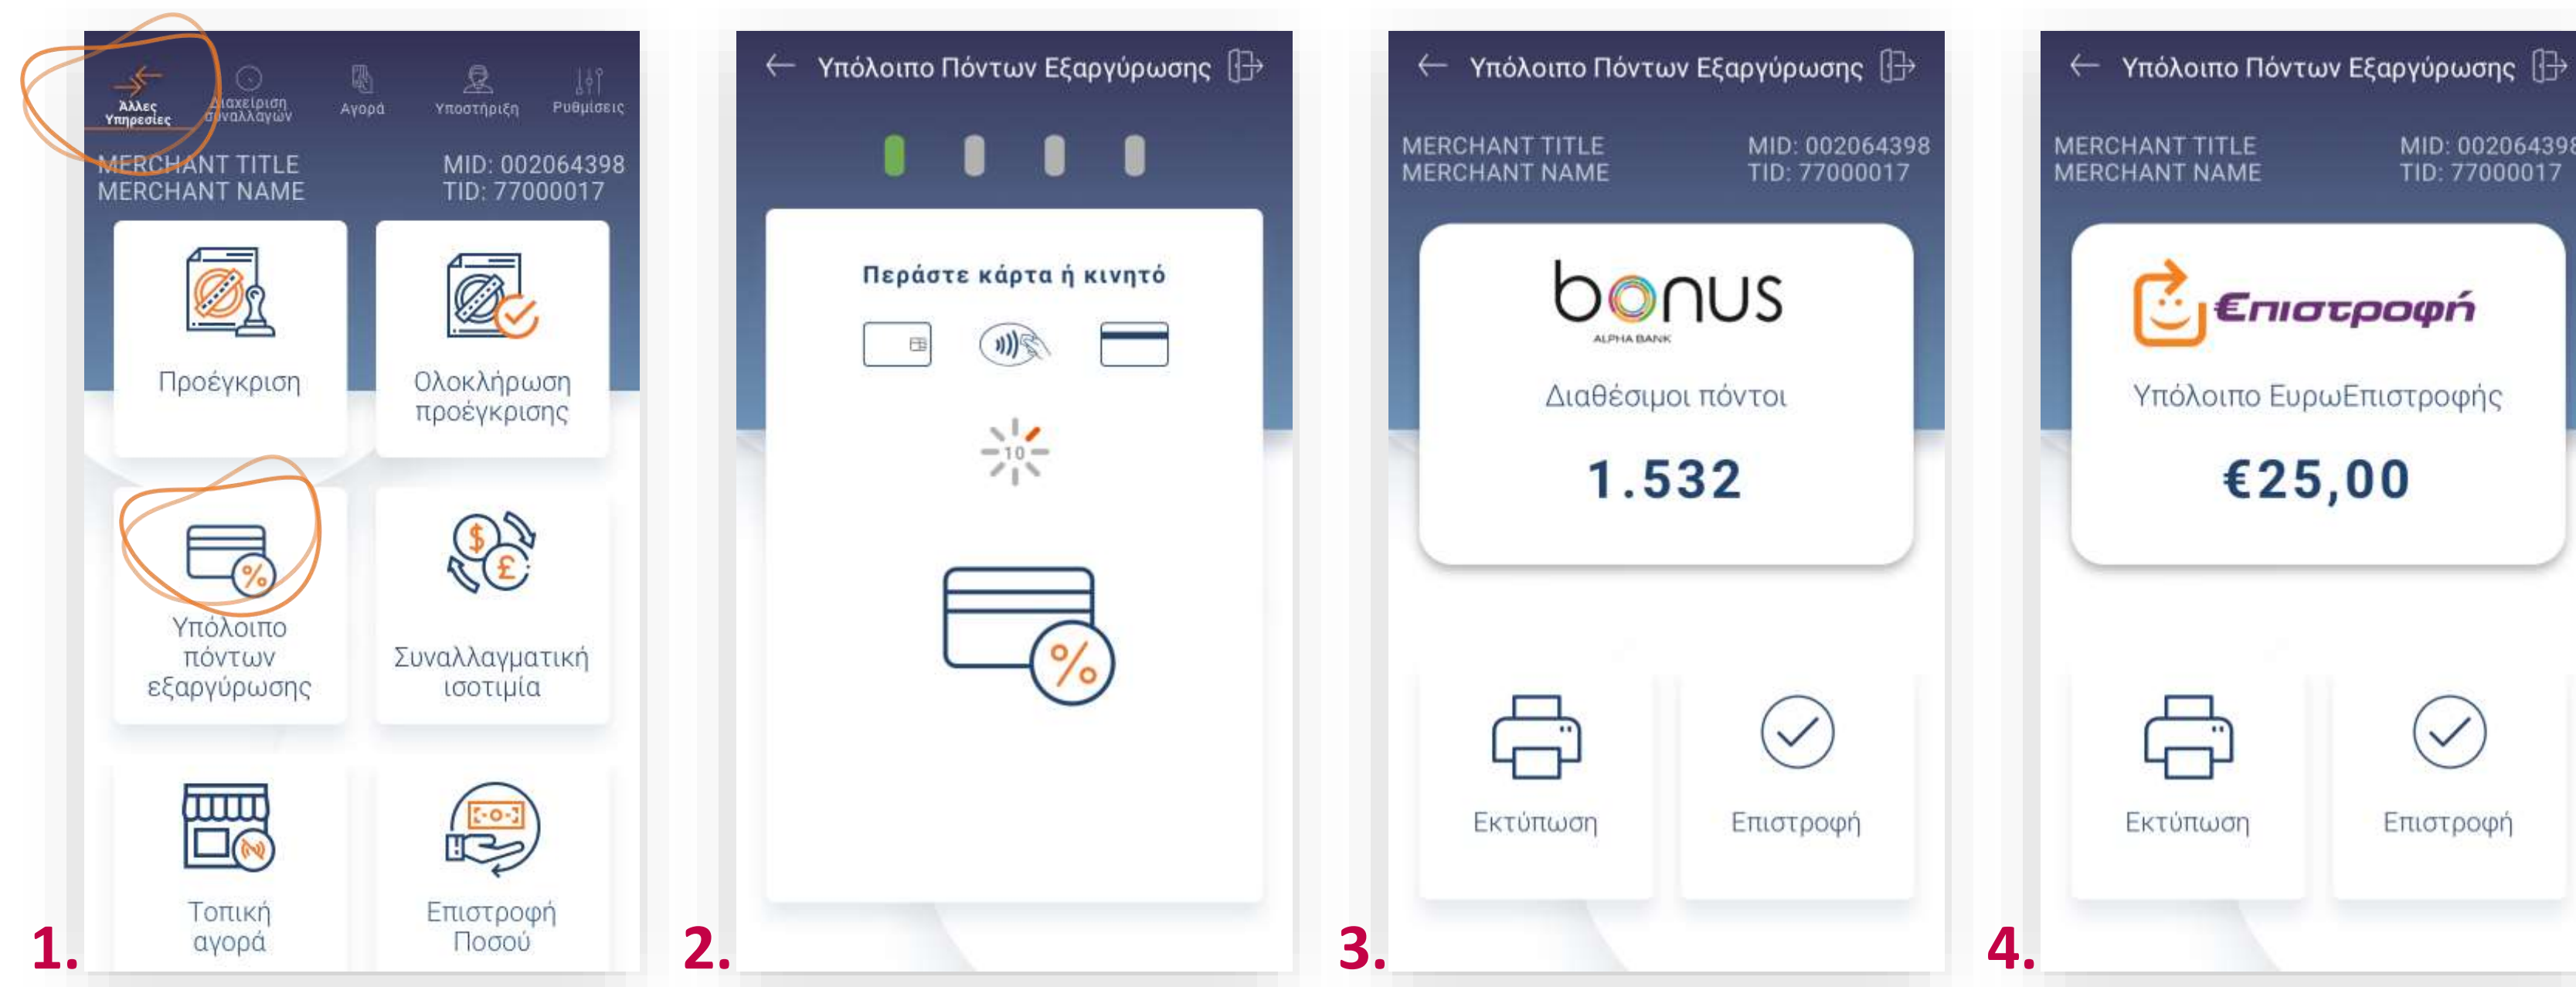 Άλλες
Υπηρεσίες
Διαχείριση
συναλλαγών
Αγορά
Υποστήριξη
Ρυθμίσεις
MERCHANT TITLE
MERCHANT NAME
MID: 002064398
TID: 77000017
Προέγκριση
Ολοκλήρωση
προέγκρισης
Υπόλοιπο
πόντων
εξαργύρωσης
Συναλλαγματική
ισοτιμία
Τοπική
αγορά
Επιστροφή
Ποσού
1.
Υπόλοιπο Πόντων Εξαργύρωσης
Περάστε κάρτα ή κινητό
10
2.
Υπόλοιπο Πόντων Εξαργύρωσης
MERCHANT TITLE
MERCHANT NAME
MID: 002064398
TID: 77000017
bonus
ALPHA BANK
Διαθέσιμοι πόντοι
1.532
Εκτύπωση
Επιστροφή
3.
Υπόλοιπο Πόντων Εξαργύρωσης
MERCHANT TITLE
MERCHANT NAME
MID: 002064398
TID: 77000017
€πιστροφή
Υπόλοιπο ΕυρωΕπιστροφής
€25,00
Εκτύπωση
Επιστροφή
4.